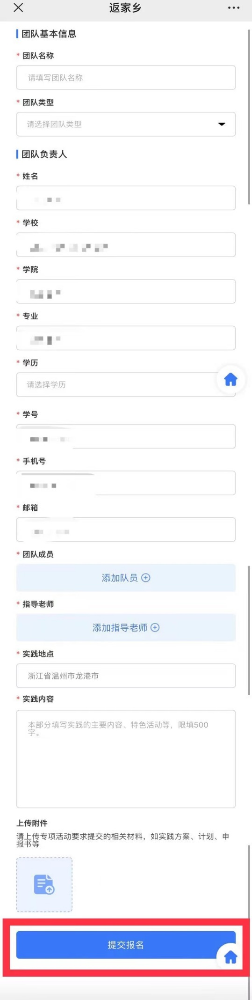 返家乡
团队基本信息
* 团队名称
请填写团队名称
* 团队类型
请选择团队类型
团队负责人
* 姓名
* 学校
* 学院
* 专业
* 学历
请选择学历
* 学号
* 手机号
* 邮箱
* 团队成员
添加队员
* 指导老师
添加指导老师
* 实践地点
浙江省温州市龙港市
* 实践内容
本部分填写实践的主要内容、特色活动等，限填500
字。
上传附件
请上传专项活动要求提交的相关材料，如实践方案、计划、申
报书等
提交报名